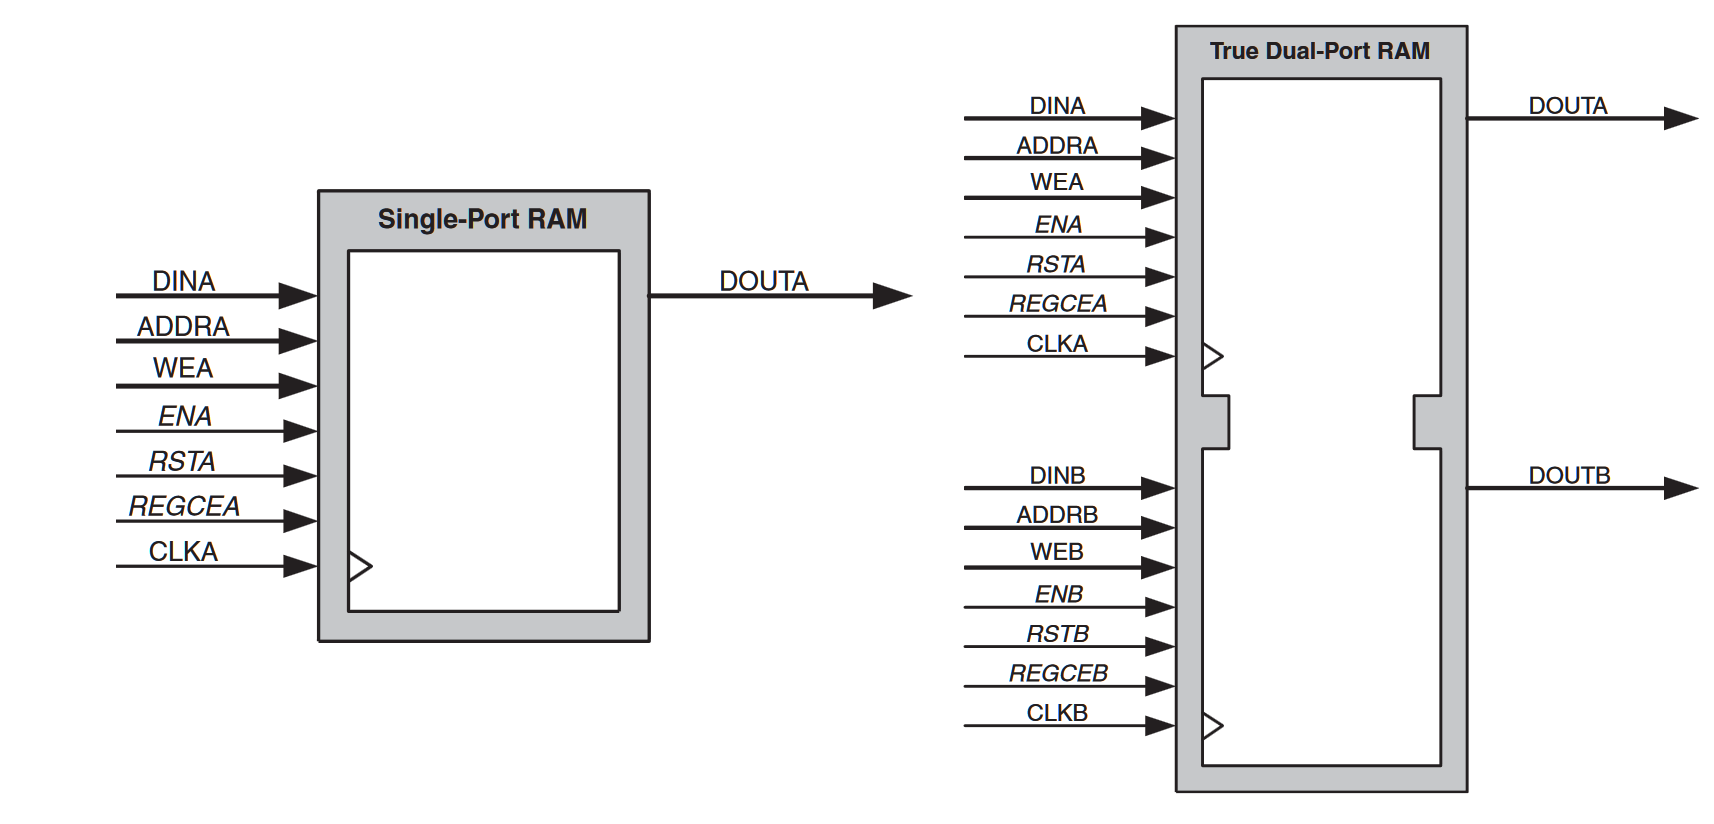 Single-Port RAM
DINA
ADDRA
WEA
ENA
RSTA
REGCEA
CLKA
DOUTA
True Dual-Port RAM
DINA
ADDRA
WEA
ENA
RSTA
REGCEA
CLKA
DOUTA
DINB
ADDRB
WEB
ENB
RSTB
REGCEB
CLKB
DOUTB